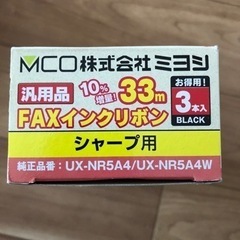 MCO株式会社ミヨシ
汎用品
10%増量!
33m
お得用!
3本入
BLACK
FAXインクリボン
シャープ用
純正品番:UX-NR5A4/UX-NR5A4W